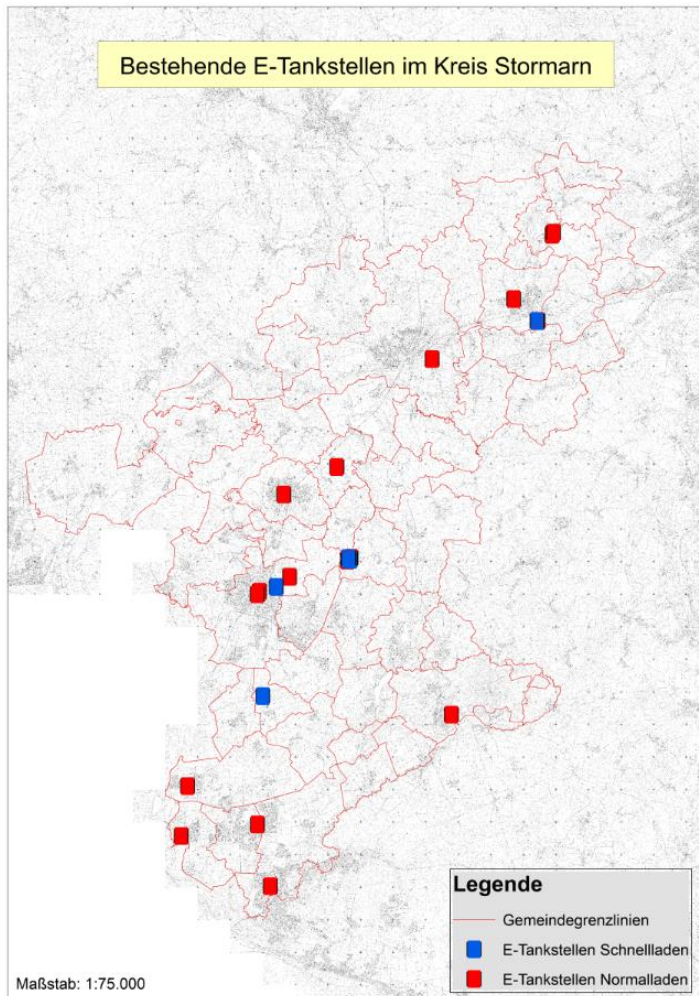 Bestehende E-Tankstellen im Kreis Stormarn
Legende
Gemeindegrenzlinien
E-Tankstellen Schnellladen
E-Tankstellen Normalladen
Maßstab: 1:75.000